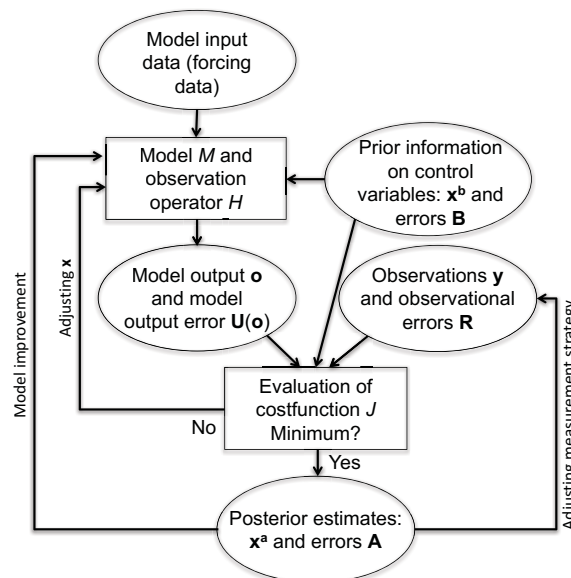 Model input
data (forcing
data)
Model M and
observation
operator H
Prior information
on control
variables: xᵇ and
errors B
Model output o
and model
output error U(o)
Observations y
and observational
errors R
Adjusting x
Model improvement
Adjusting measurement strategy
Evaluation of
costfunction J
Minimum?
No
Yes
Posterior estimates:
xᵃ and errors A